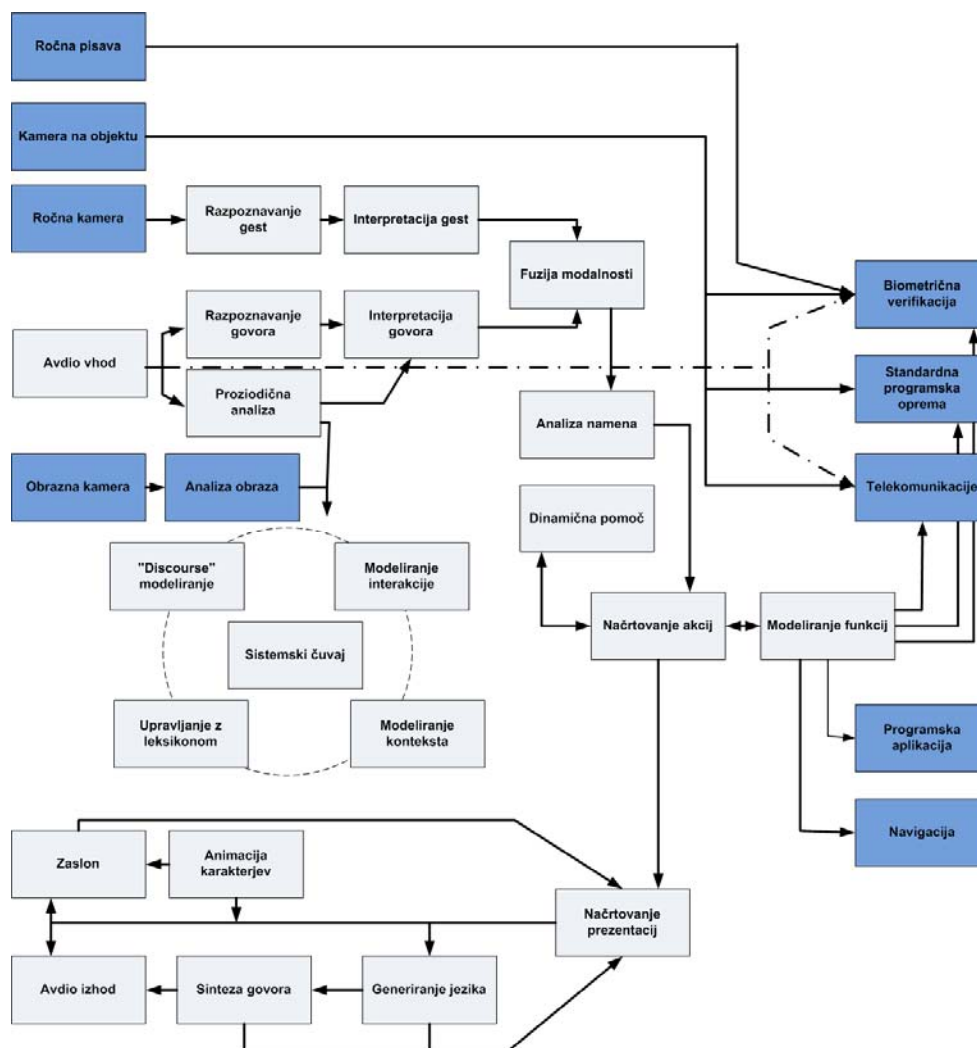 Ročna pisava
Kamera na objektu
Ročna kamera
Razpoznavanje
gest
Interpretacija gest
Fuzija modalnosti
Biometrična
verifikacija
Razpoznavanje
govora
Interpretacija
govora
Avdio vhod
Proziodična
analiza
Standardna
programska
oprema
Analiza namena
Obrazna kamera
Analiza obraza
Telekomunikacije
Dinamična pomoč
"Discourse"
modeliranje
Modeliranje
interakcije
Načrtovanje akcij
Modeliranje funkcij
Sistemski čuvaj
Upravljanje z
leksikonom
Modeliranje
konteksta
Programska
aplikacija
Navigacija
Zaslon
Animacija
karakterjev
Načrtovanje
prezentacij
Avdio izhod
Sinteza govora
Generiranje jezika